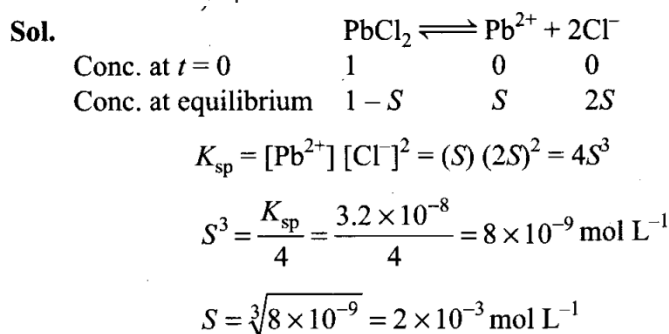 Sol. PbCl₂ ⇌ Pb²⁺ + 2Cl⁻
Conc. at t = 0 1 0 0
Conc. at equilibrium 1 – S S 2S
Kₛₚ = [Pb²⁺] [Cl⁻]² = (S) (2S)² = 4S³
S³ = Kₛₚ/4 = 3.2 × 10⁻⁸/4 = 8 × 10⁻⁹ mol L⁻¹
S = ∛(8 × 10⁻⁹) = 2 × 10⁻³ mol L⁻¹